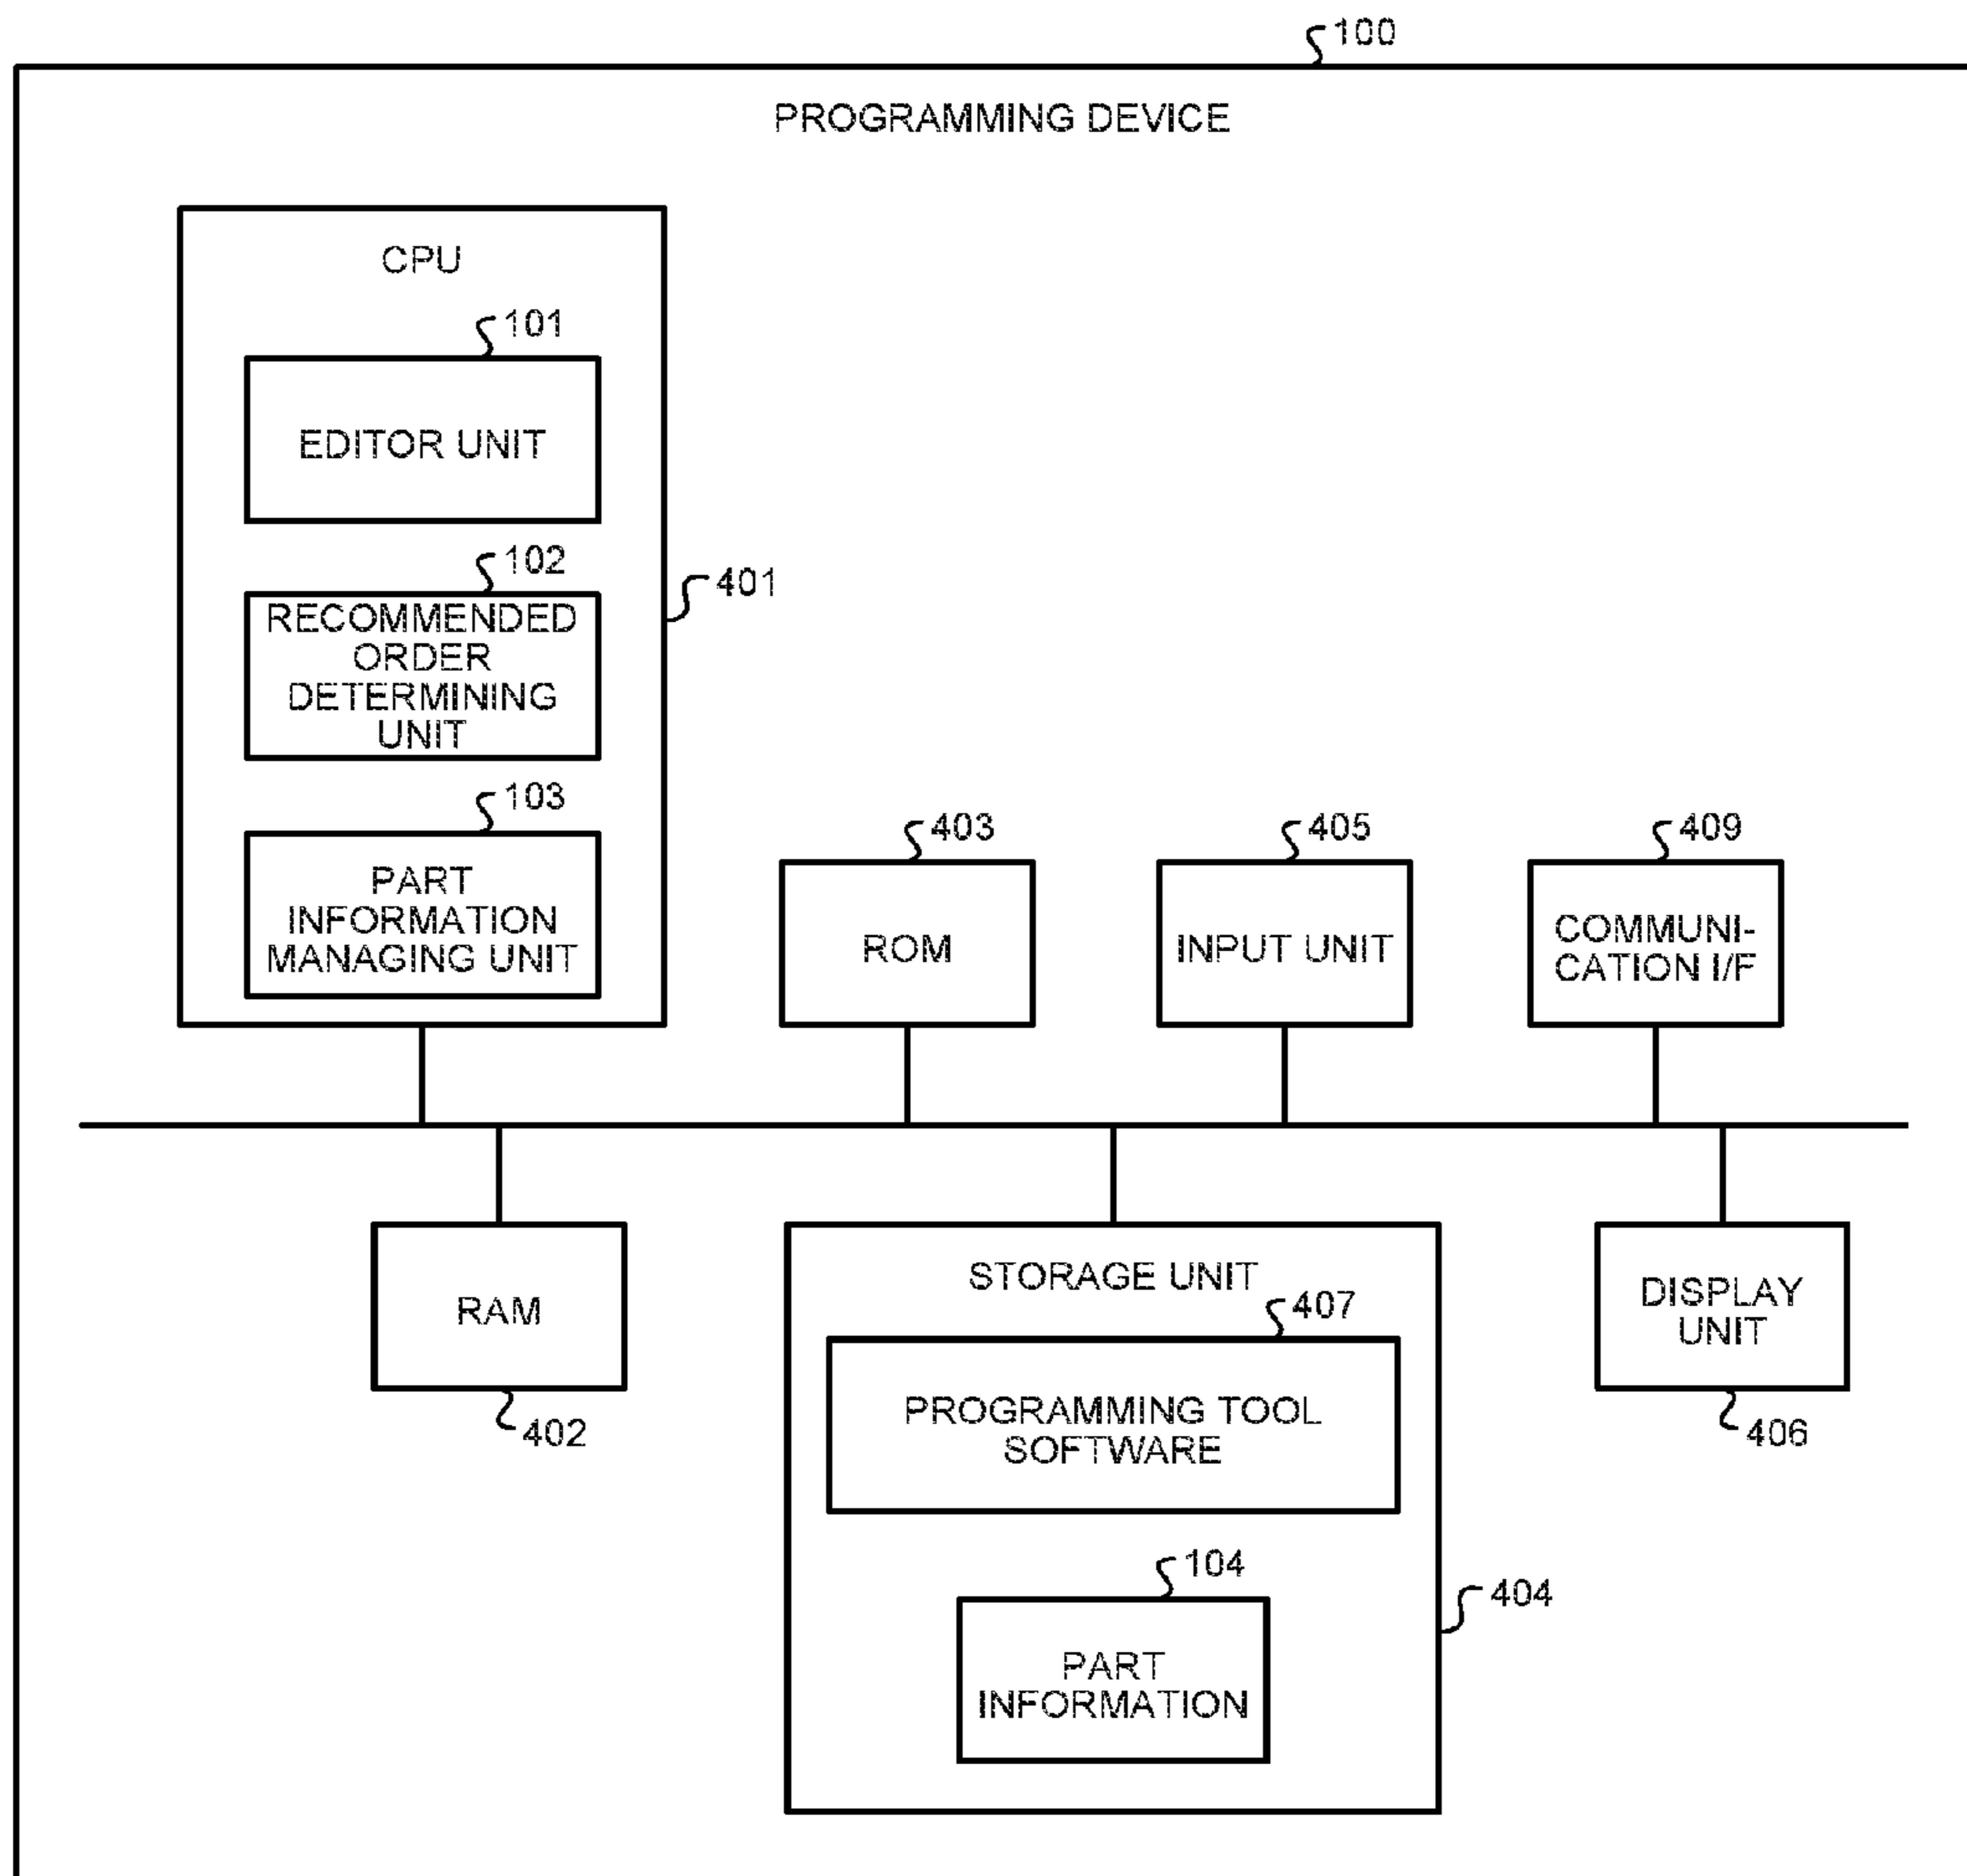 100
PROGRAMMING DEVICE
CPU
101
EDITOR UNIT
102
RECOMMENDED
ORDER
DETERMINING
UNIT
401
103
PART
INFORMATION
MANAGING UNIT
403
ROM
405
INPUT UNIT
409
COMMUNI-
CATION I/F
RAM
402
STORAGE UNIT
407
PROGRAMMING TOOL
SOFTWARE
104
PART
INFORMATION
404
DISPLAY
UNIT
406